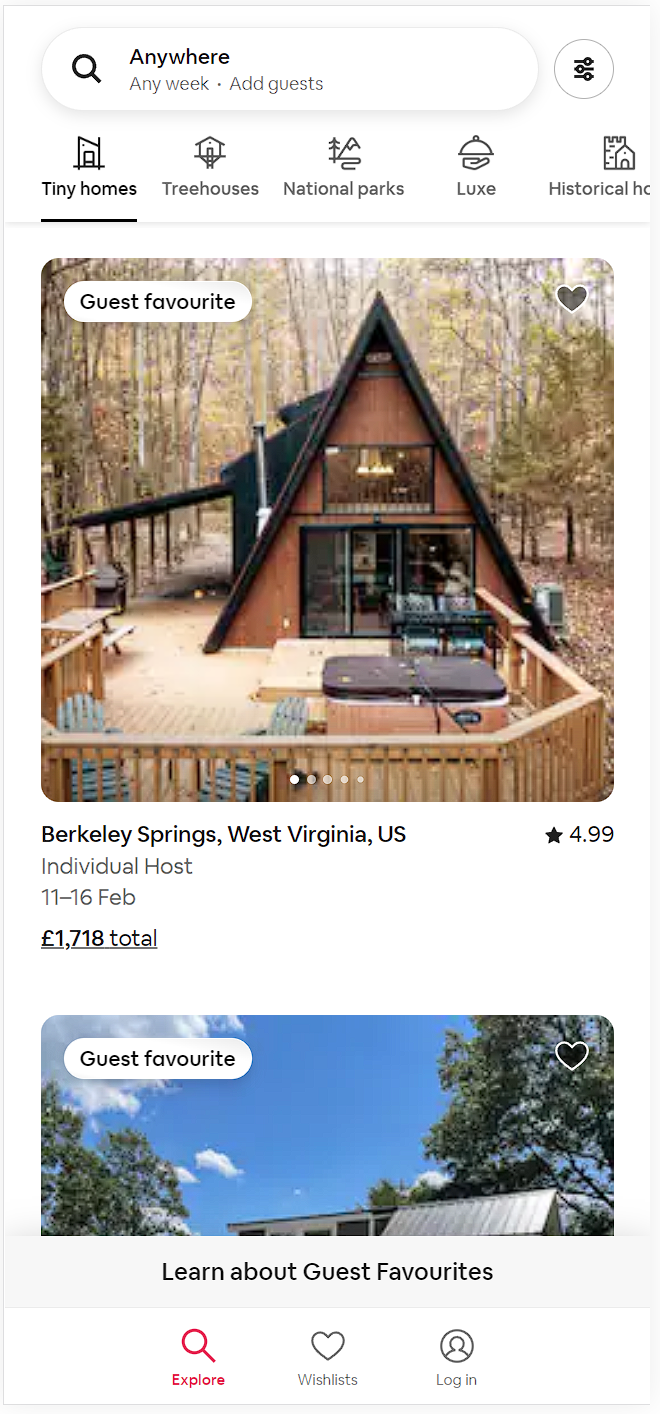 Anywhere
Any week · Add guests
Tiny homes
Treehouses
National parks
Luxe
Historical ho
Guest favourite
Berkeley Springs, West Virginia, US
4.99
Individual Host
11–16 Feb
£1,718 total
Guest favourite
Learn about Guest Favourites
Explore
Wishlists
Log in